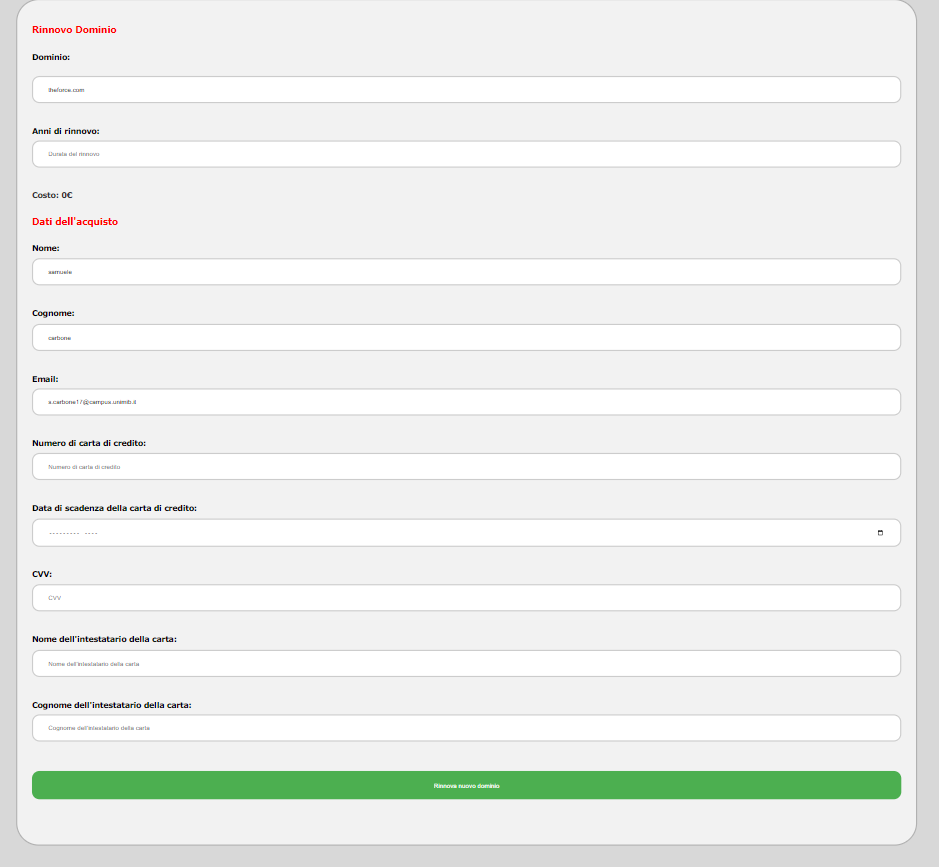 Rinnovo Dominio
Dominio:
theforce.com
Anni di rinnovo:
Durata del rinnovo
Costo: 0€
Dati dell'acquisto
Nome:
samuele
Cognome:
carbone
Email:
s.carbone17@campus.unimib.it
Numero di carta di credito:
Numero di carta di credito
Data di scadenza della carta di credito:
--------- ----
CVV:
CVV
Nome dell'intestatario della carta:
Nome dell'intestatario della carta
Cognome dell'intestatario della carta:
Cognome dell'intestatario della carta
Rinnova nuovo dominio